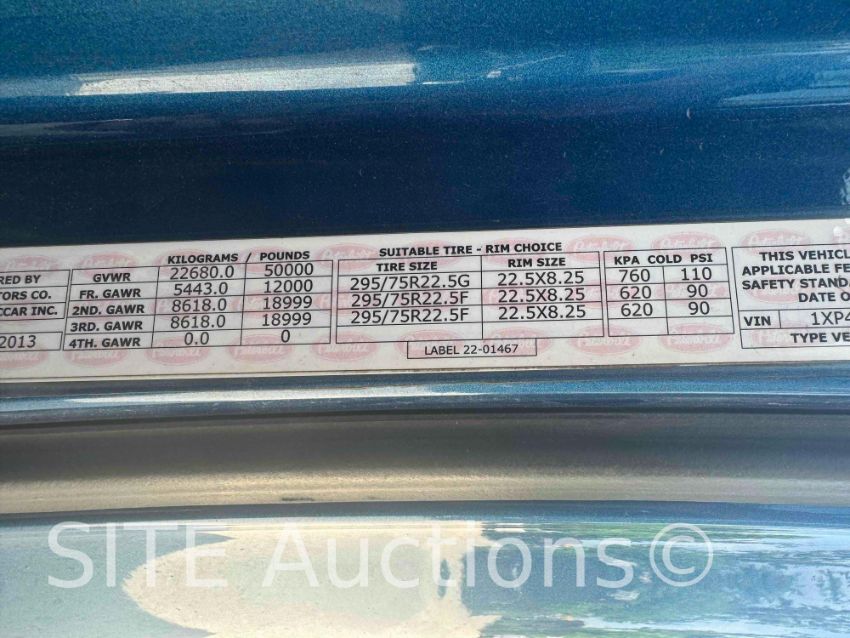 KILOGRAMS / POUNDS SUITABLE TIRE - RIM CHOICE
TIRE SIZE RIM SIZE KPA COLD PSI THIS VEHICL
RED BY GVWR 22680.0 50000 295/75R22.5G 22.5X8.25 760 110 APPLICABLE FE
TORS CO. FR. GAWR 5443.0 12000 295/75R22.5F 22.5X8.25 620 90 SAFETY STANDA
CCAR INC. 2ND. GAWR 8618.0 18999 295/75R22.5F 22.5X8.25 620 90 DATE O
3RD. GAWR 8618.0 18999 VIN 1XP4
2013 4TH. GAWR 0.0 0 LABEL 22-01467 TYPE VE
SITE Auctions©